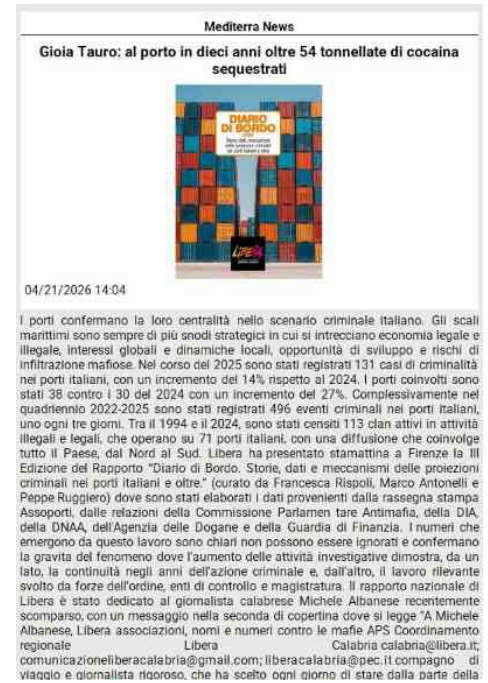 Mediterra News
Gioia Tauro: al porto in dieci anni oltre 54 tonnellate di cocaina
sequestrati
DIARIO
DI BORDO
LIBERA
04/21/2026 14:04
I porti confermano la loro centralità nello scenario criminale italiano. Gli scali
marittimi sono sempre di più snodi strategici in cui si intrecciano economia legale e
illegale, interessi globali e dinamiche locali, opportunità di sviluppo e rischi di
infiltrazione mafiose. Nel corso del 2025 sono stati registrati 131 casi di criminalità
nei porti italiani, con un incremento del 14% rispetto al 2024. I porti coinvolti sono
stati 38 contro i 30 del 2024 con un incremento del 27%. Complessivamente nel
quadriennio 2022-2025 sono stati registrati 496 eventi criminali nei porti italiani,
uno ogni tre giorni. Tra il 1994 e il 2024, sono stati censiti 113 clan attivi in attività
illegali e legali, che operano su 71 porti italiani, con una diffusione che coinvolge
tutto il Paese, dal Nord al Sud. Libera ha presentato stamattina a Firenze la III
Edizione del Rapporto “Diario di Bordo. Storie, dati e meccanismi delle proiezioni
criminali nei porti italiani e oltre.” (curato da Francesca Rispoli, Marco Antonelli e
Peppe Ruggiero) dove sono stati elaborati i dati provenienti dalla rassegna stampa
Assoporti, dalle relazioni della Commissione Parlamen tare Antimafia, della DIA,
della DNAA, dell'Agenzia delle Dogane e della Guardia di Finanzia. I numeri che
emergono da questo lavoro sono chiari non possono essere ignorati e confermano
la gravita del fenomeno dove l'aumento delle attività investigative dimostra, da un
lato, la continuità negli anni dell'azione criminale e, dall'altro, il lavoro rilevante
svolto da forze dell'ordine, enti di controllo e magistratura. Il rapporto nazionale di
Libera è stato dedicato al giornalista calabrese Michele Albanese recentemente
scomparso, con un messaggio nella seconda di copertina dove si legge “A Michele
Albanese, Libera associazioni, nomi e numeri contro le mafie APS Coordinamento
regionale Libera Calabria calabria@libera.it;
comunicazioneliberacalabria@gmail.com; liberacalabria@pec.it compagno di
viaggio e giornalista rigoroso, che ha scelto ogni giorno di stare dalla parte della